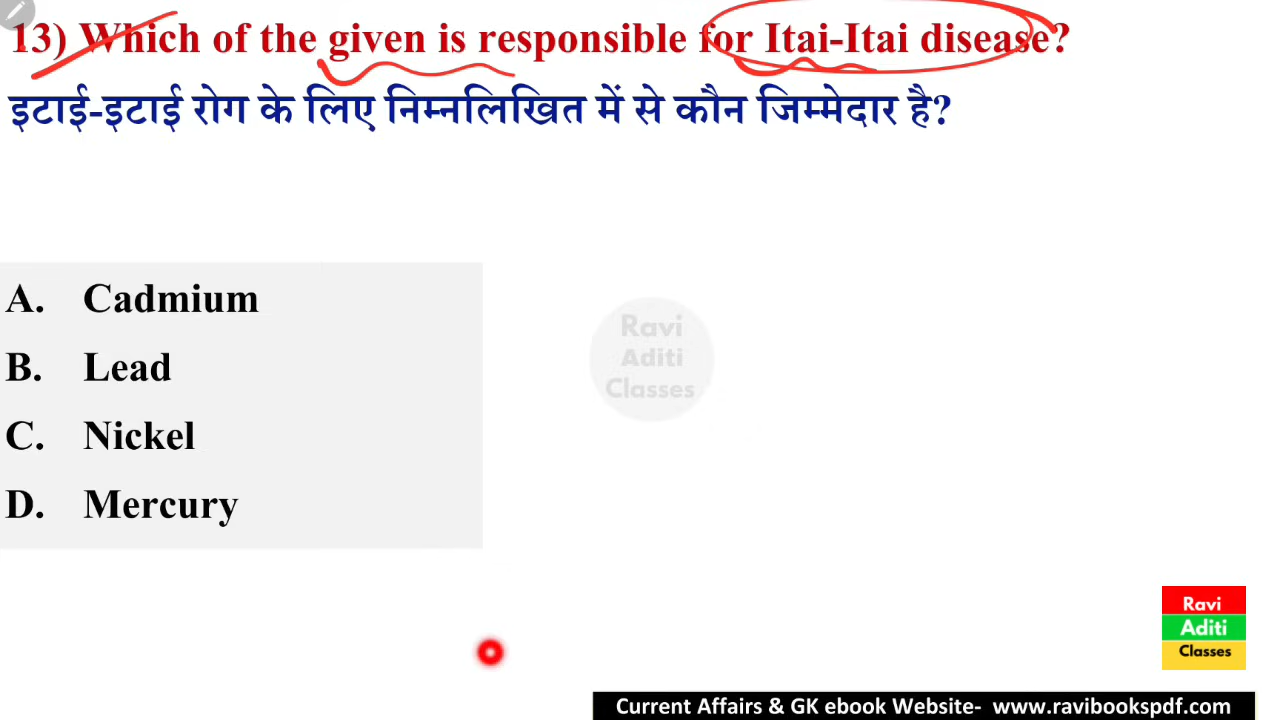 13) Which of the given is responsible for Itai-Itai disease?
इटाई-इटाई रोग के लिए निम्नलिखित में से कौन जिम्मेदार है?
A. Cadmium
B. Lead
C. Nickel
D. Mercury
Ravi
Aditi
Classes
Ravi
Aditi
Classes
Current Affairs & GK ebook Website- www.ravibookspdf.com